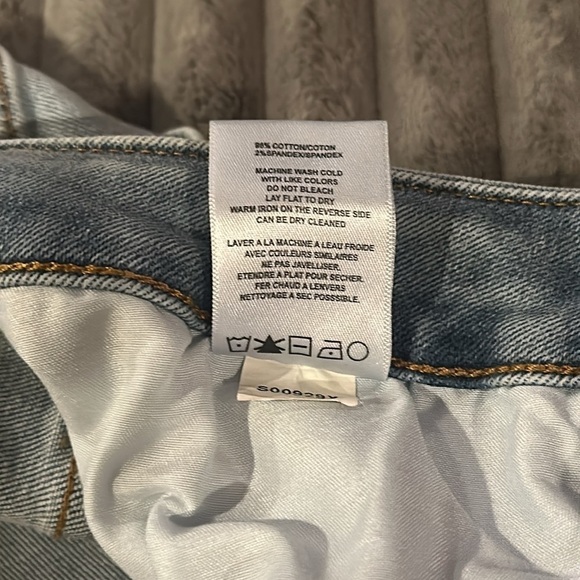 98% COTTON/COTON
2% SPANDEX/SPANDEX
MACHINE WASH COLD
WITH LIKE COLORS
DO NOT BLEACH
LAY FLAT TO DRY
WARM IRON ON THE REVERSE SIDE
CAN BE DRY CLEANED
LAVER A LA MACHINE A LEAU FROIDE
AVEC COULEURS SIMILAIRES
NE PAS JAVELLISER.
ETENDRE A PLAT POUR SECHER.
FER CHAUD A LENVERS
NETTOYAGE A SEC POSSSIBLE.
S00929X